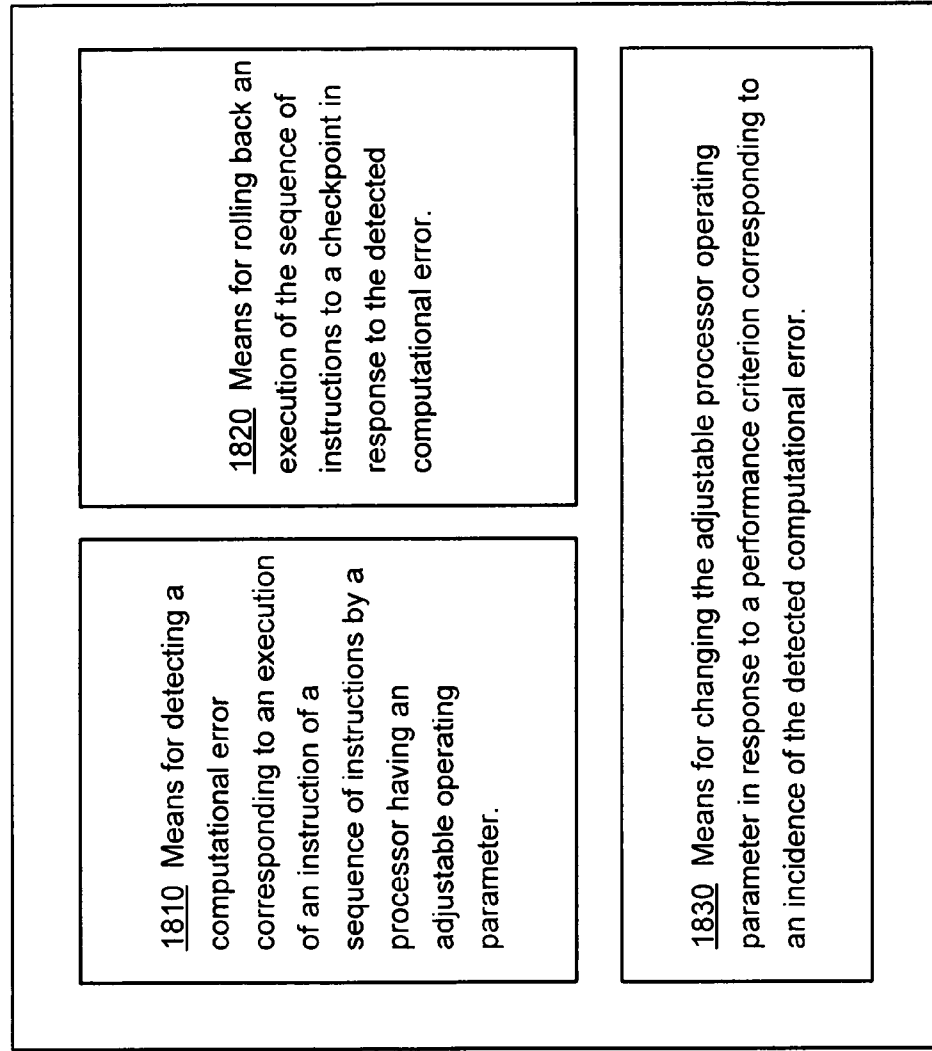 1810 Means for detecting a
computational error
corresponding to an execution
of an instruction of a
sequence of instructions by a
processor having an
adjustable operating
parameter.
1820 Means for rolling back an
execution of the sequence of
instructions to a checkpoint in
response to the detected
computational error.
1830 Means for changing the adjustable processor operating
parameter in response to a performance criterion corresponding to
an incidence of the detected computational error.